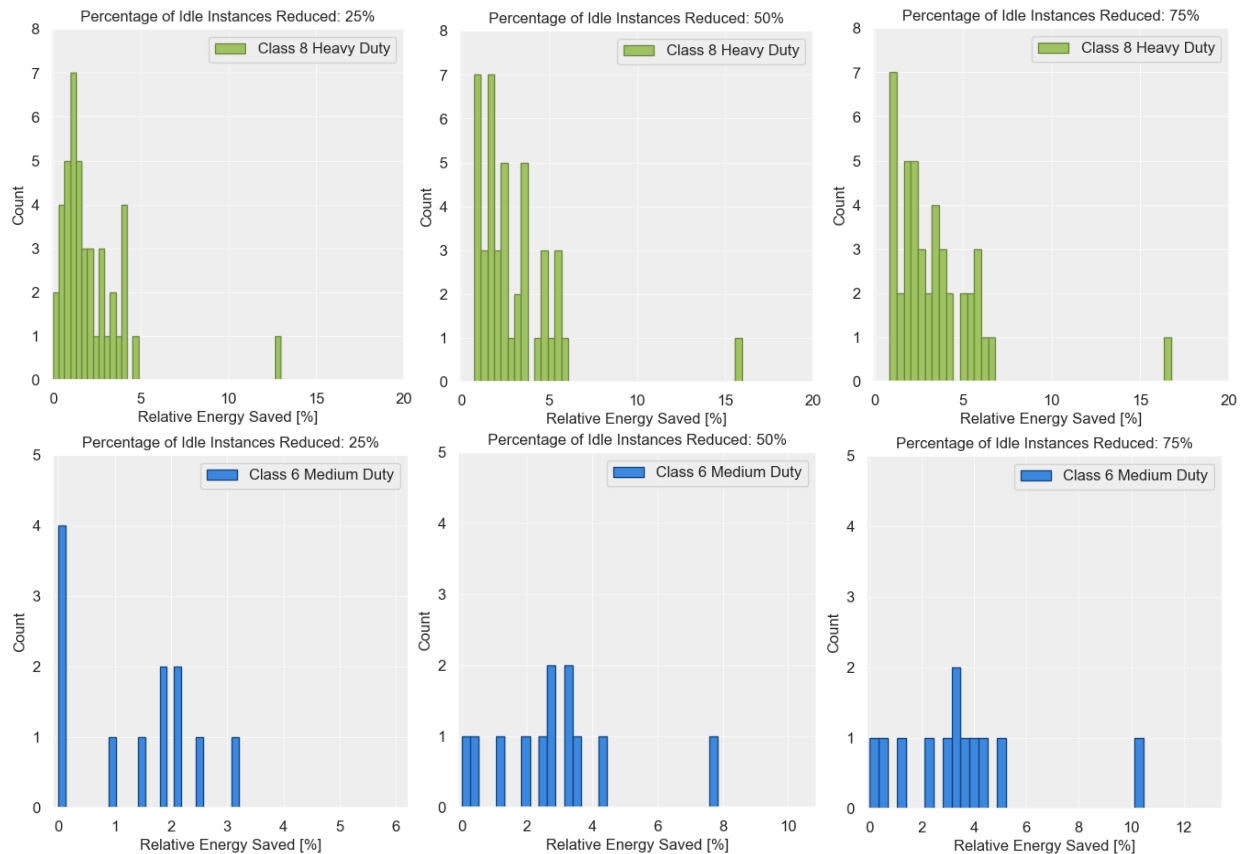 Percentage of Idle Instances Reduced: 25%
Class 8 Heavy Duty
8
7
6
5
4
3
2
1
0
Count
0 5 10 15 20
Relative Energy Saved [%]
Percentage of Idle Instances Reduced: 50%
Class 8 Heavy Duty
8
7
6
5
4
3
2
1
0
Count
0 5 10 15 20
Relative Energy Saved [%]
Percentage of Idle Instances Reduced: 75%
Class 8 Heavy Duty
8
7
6
5
4
3
2
1
0
Count
0 5 10 15 20
Relative Energy Saved [%]
Percentage of Idle Instances Reduced: 25%
Class 6 Medium Duty
5
4
3
2
1
0
Count
0 1 2 3 4 5 6
Relative Energy Saved [%]
Percentage of Idle Instances Reduced: 50%
Class 6 Medium Duty
5
4
3
2
1
0
Count
0 2 4 6 8 10
Relative Energy Saved [%]
Percentage of Idle Instances Reduced: 75%
Class 6 Medium Duty
5
4
3
2
1
0
Count
0 2 4 6 8 10 12
Relative Energy Saved [%]